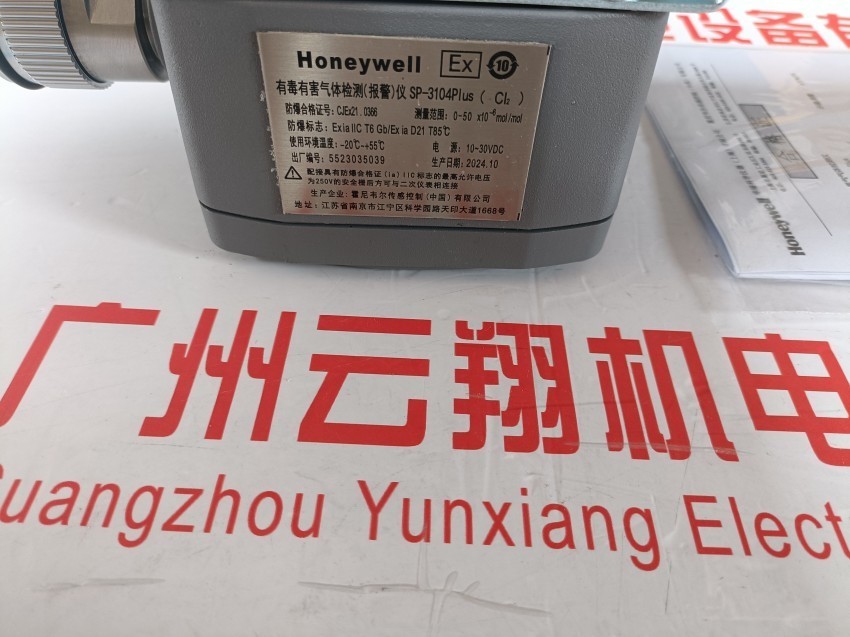 设备有
Honeywell Ex 10
有毒有害气体检测(报警)仪 SP-3104Plus ( Cl₂ )
防爆合格证号: CJEx21.0366 测量范围: 0-50 x10⁻⁶mol/mol
防爆标志: Exia IIC T6 Gb/Ex ia D21 T85℃
使用环境温度: -20℃~+55℃ 电 源: 10-30VDC
出厂编号: 5523035039 生产日期: 2024.10
配接具有防爆合格证(ia)IIC标志的最高允许电压
为250V的安全栅后方可与二次仪表相连接
生产企业: 霍尼韦尔传感控制(中国)有限公司
地址: 江苏省南京市江宁区科学园路天印大道1668号
Honeywell
广州云翔机电
Guangzhou Yunxiang Elect